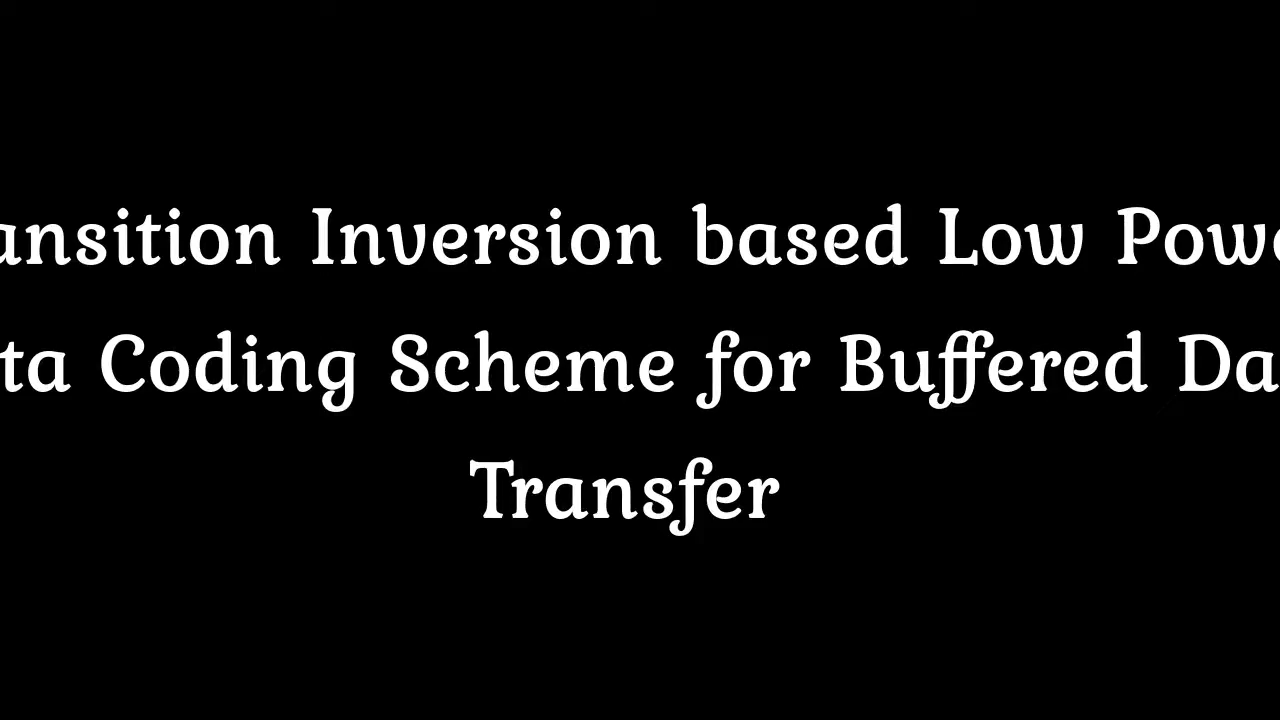 ansition Inversion based Low Powe
ta Coding Scheme for Buffered Da
Transfer